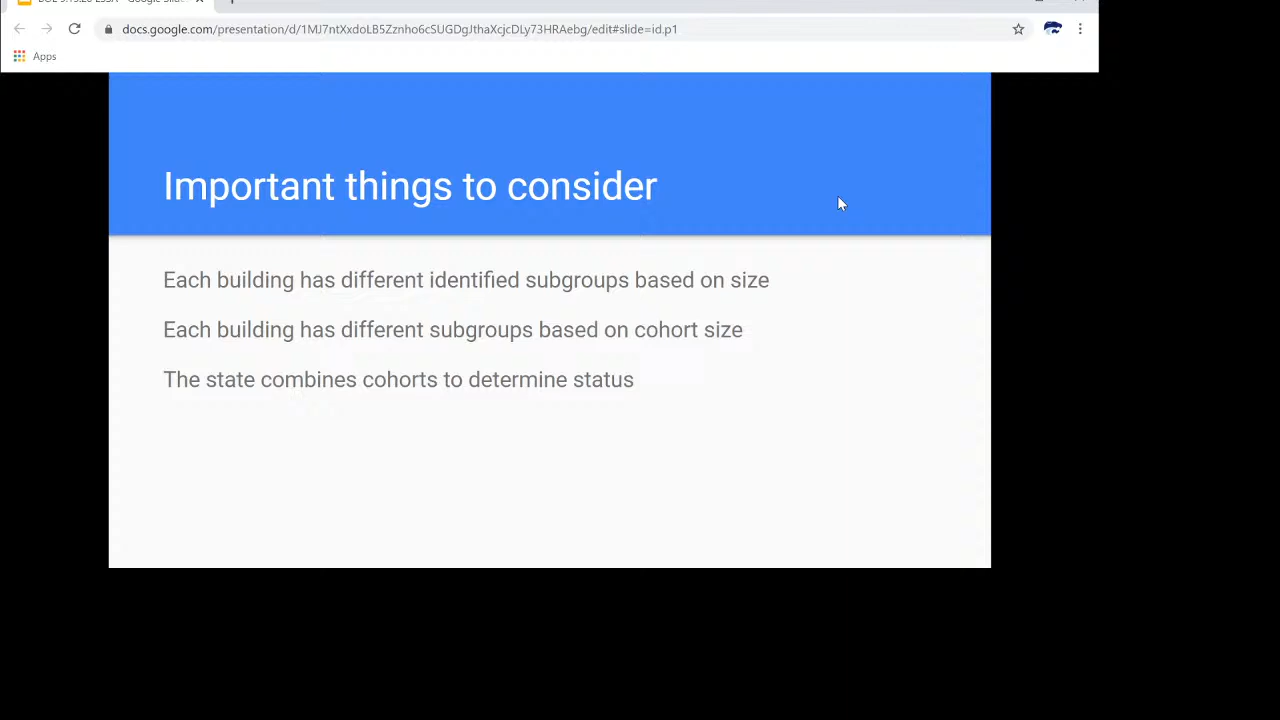 docs.google.com/presentation/d/1MJ7ntXxdoLB5Zznho6cSUGDgJthaXcjcDLy73HRAebg/edit#slide=id.p1
Apps
Important things to consider
Each building has different identified subgroups based on size
Each building has different subgroups based on cohort size
The state combines cohorts to determine status